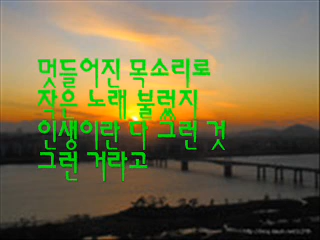 멋들어진 목소리로
작은 노래 불렀지
인생이란 다 그런 것
그런 거라고